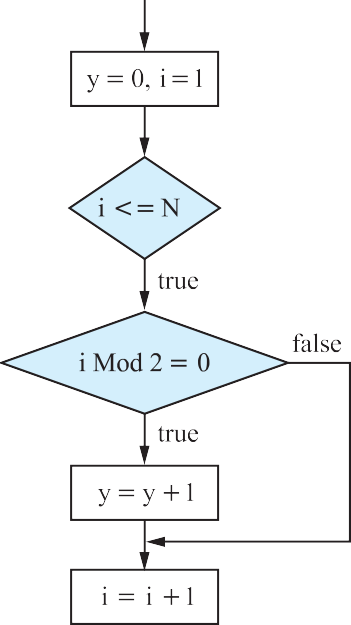 y = 0, i = 1
i <= N
true
i Mod 2 = 0
false
true
y = y + 1
i = i + 1